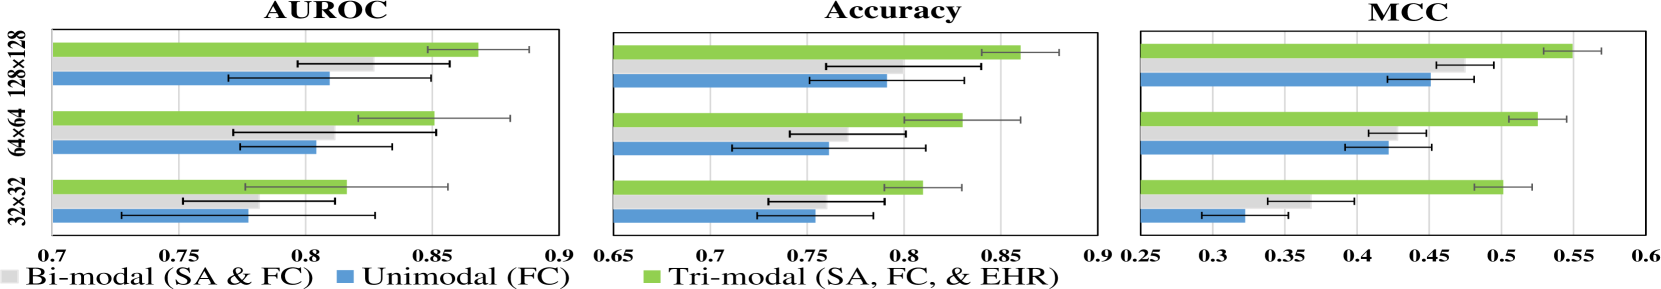 AUROC
Accuracy
MCC
128x128
64x64
32x32
0.7 0.75 0.8 0.85 0.9
0.65 0.7 0.75 0.8 0.85 0.9
0.25 0.3 0.35 0.4 0.45 0.5 0.55 0.6
Bi-modal (SA & FC) Unimodal (FC) Tri-modal (SA, FC, & EHR)